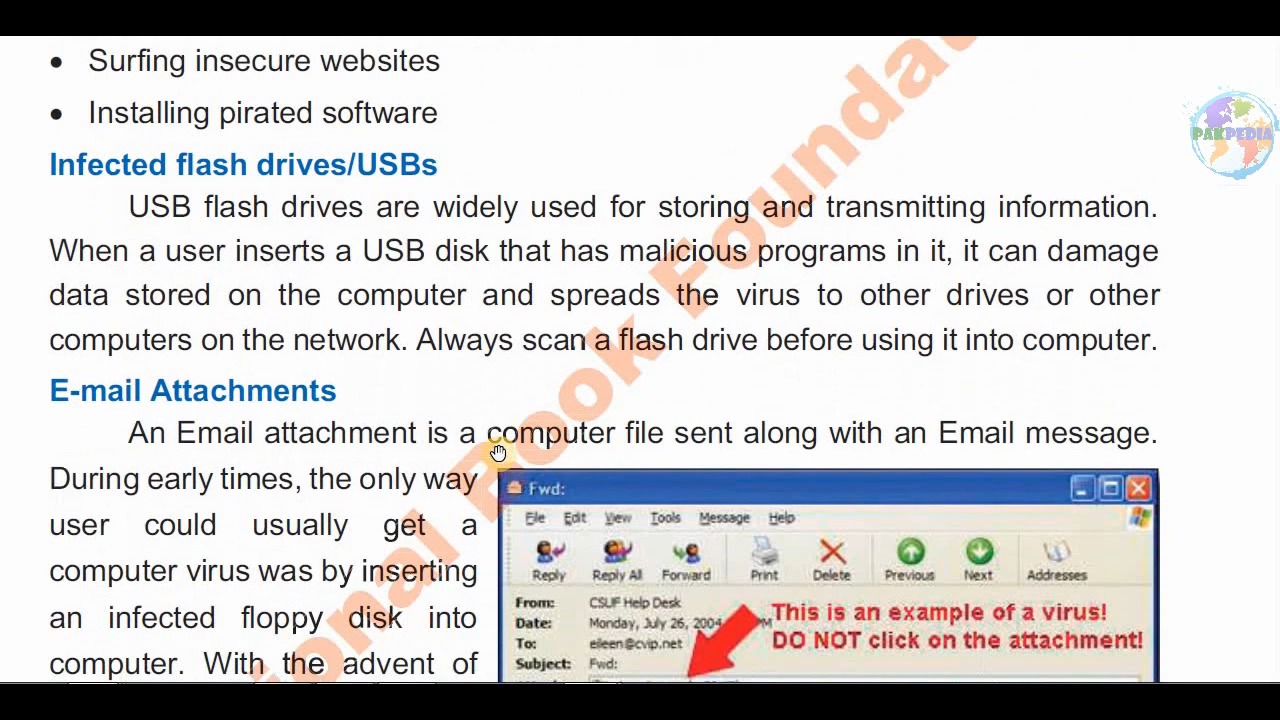 • Surfing insecure websites
• Installing pirated software
PAKPEDIA
Infected flash drives/USBs
USB flash drives are widely used for storing and transmitting information.
When a user inserts a USB disk that has malicious programs in it, it can damage
data stored on the computer and spreads the virus to other drives or other
computers on the network. Always scan a flash drive before using it into computer.
E-mail Attachments
An Email attachment is a computer file sent along with an Email message.
During early times, the only way
user could usually get a
computer virus was by inserting
an infected floppy disk into
computer. With the advent of
Fwd:
File Edit View Tools Message Help
Reply Reply All Forward Print Delete Previous Next Addresses
From: CSUF Help Desk
Date: Monday, July 26, 2004
To: eileen@cvip.net
Subject: Fwd:
This is an example of a virus!
DO NOT click on the attachment!
Book